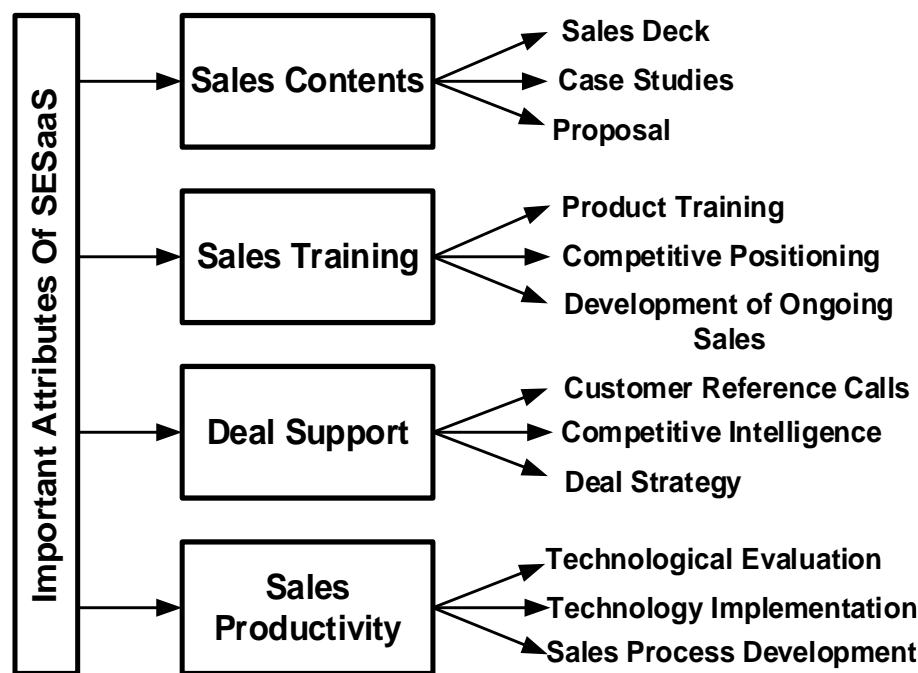 Important Attributes Of SESaaS
Sales Contents
Sales Deck
Case Studies
Proposal
Sales Training
Product Training
Competitive Positioning
Development of Ongoing
Sales
Deal Support
Customer Reference Calls
Competitive Intelligence
Deal Strategy
Sales
Productivity
Technological Evaluation
Technology Implementation
Sales Process Development